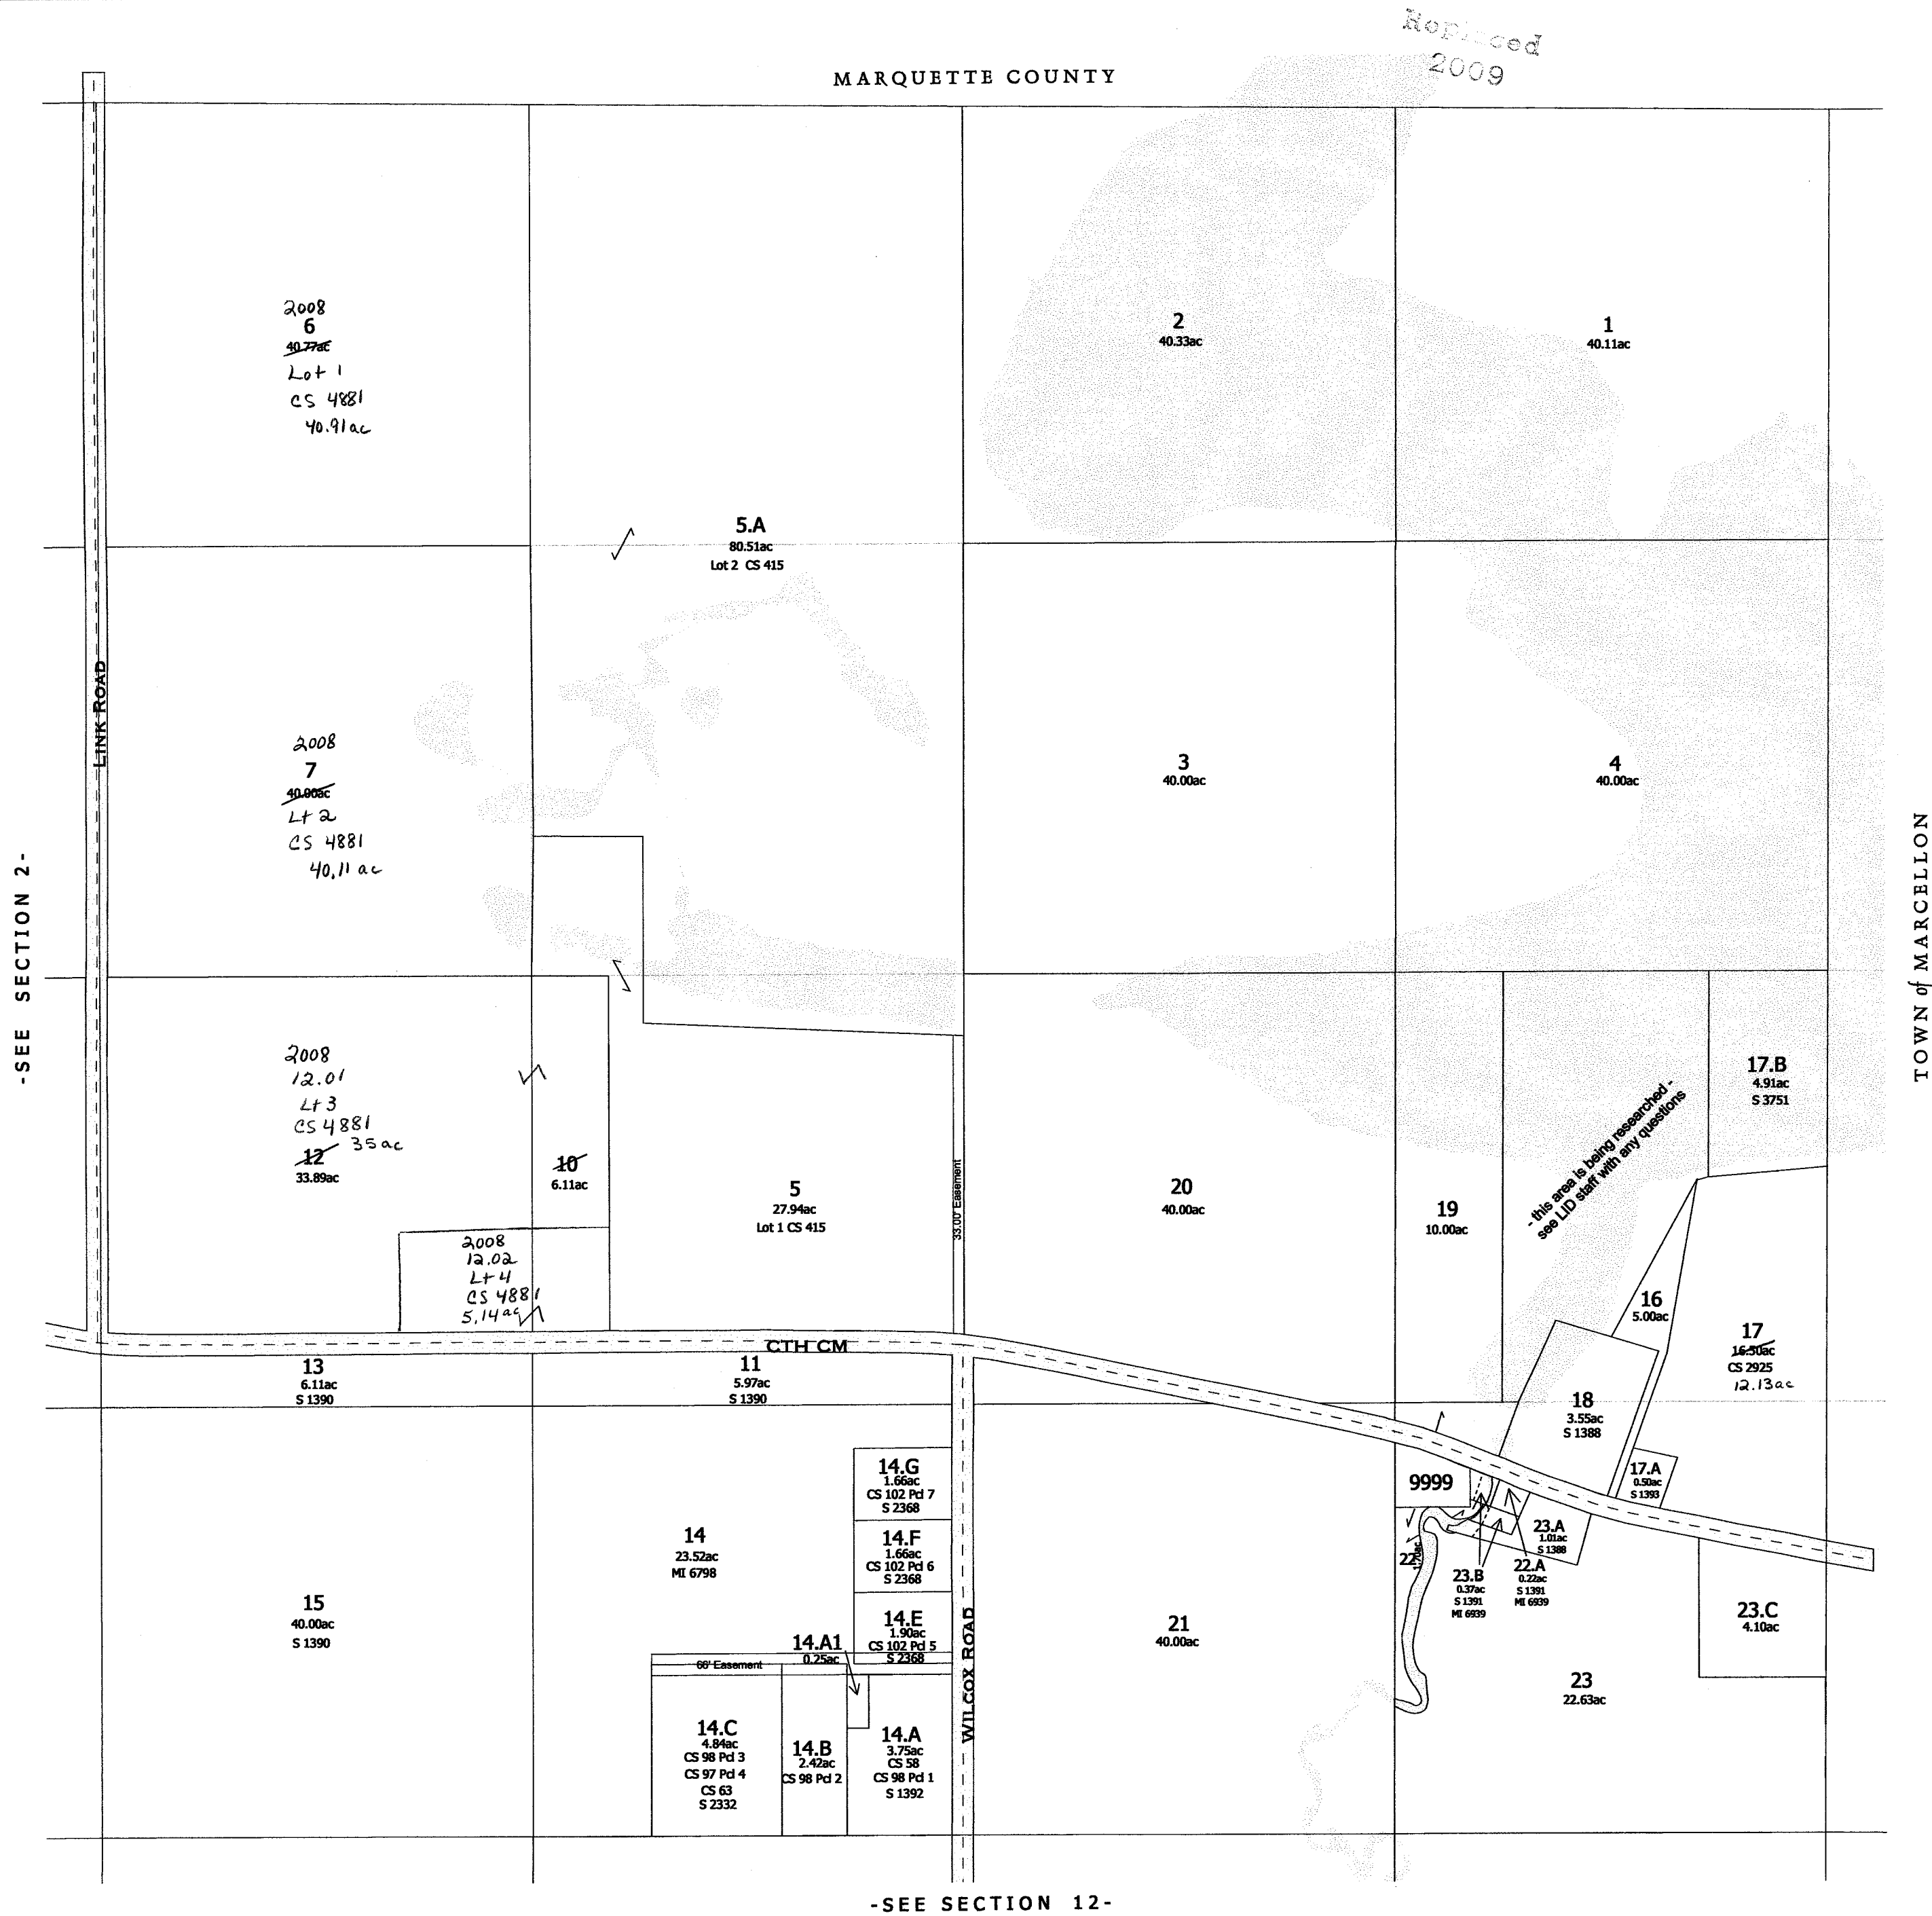 Replaced
2009
MARQUETTE COUNTY
2008
6
40.77ac
Lot 1
CS 4881
40.91ac
2
40.33ac
1
40.11ac
5.A
80.51ac
Lot 2 CS 415
LINK ROAD
2008
7
40.00ac
Lt 2
CS 4881
40.11 ac
3
40.00ac
4
40.00ac
-SEE SECTION 2-
TOWN of MARCELLON
2008
12.01
Lt 3
CS 4881
35ac
12
33.89ac
10
6.11ac
5
27.94ac
Lot 1 CS 415
33.00' Easement
20
40.00ac
19
10.00ac
- this area is being researched -
see LID staff with any questions
17.B
4.91ac
S 3751
2008
12.02
Lt 4
CS 4881
5.14ac
16
5.00ac
17
16.50ac
CS 2925
12.13ac
CTH CM
13
6.11ac
S 1390
11
5.97ac
S 1390
18
3.55ac
S 1388
14.G
1.66ac
CS 102 Pcl 7
S 2368
9999
17.A
0.50ac
S 1393
14
23.52ac
MI 6798
14.F
1.66ac
CS 102 Pcl 6
S 2368
23.A
1.01ac
S 1388
22
23.B
0.37ac
S 1391
MI 6939
22.A
0.22ac
S 1391
MI 6939
15
40.00ac
S 1390
14.E
1.90ac
CS 102 Pcl 5
S 2368
14.A1
0.25ac
66' Easement
WILCOX ROAD
21
40.00ac
23.C
4.10ac
23
22.63ac
14.C
4.84ac
CS 98 Pcl 3
CS 97 Pcl 4
CS 63
S 2332
14.B
2.42ac
CS 98 Pcl 2
14.A
3.75ac
CS 58
CS 98 Pcl 1
S 1392
-SEE SECTION 12-